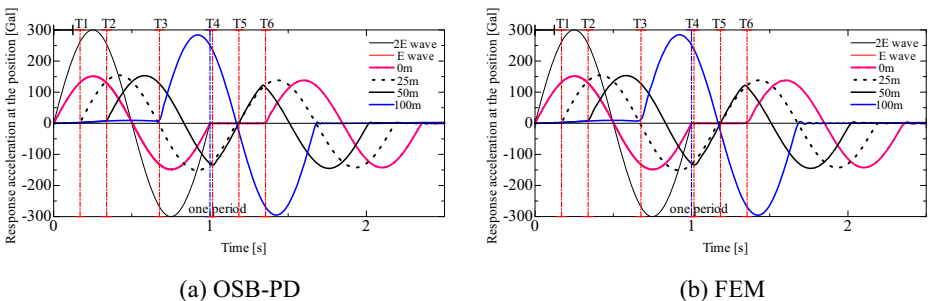 T1 T2 T3 T4 T5 T6
300
200
100
0
-100
-200
-300
Response acceleration at the position [Gal]
2E wave
E wave
0m
25m
50m
100m
one period
0 1 2
Time [s]
(a) OSB-PD
T1 T2 T3 T4 T5 T6
300
200
100
0
-100
-200
-300
Response acceleration at the position [Gal]
2E wave
E wave
0m
25m
50m
100m
one period
0 1 2
Time [s]
(b) FEM